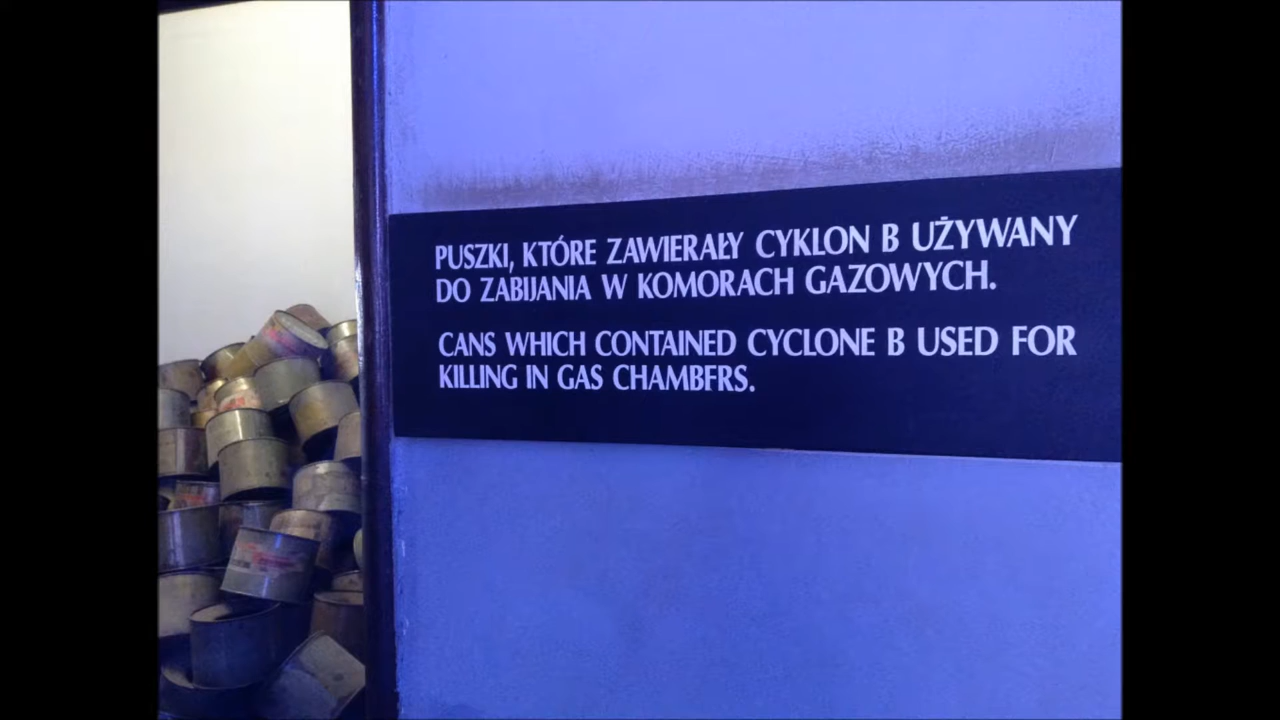 PUSZKI, KTÓRE ZAWIERAŁY CYKLON B UŻYWANY
DO ZABIJANIA W KOMORACH GAZOWYCH.
CANS WHICH CONTAINED CYCLONE B USED FOR
KILLING IN GAS CHAMBFRS.